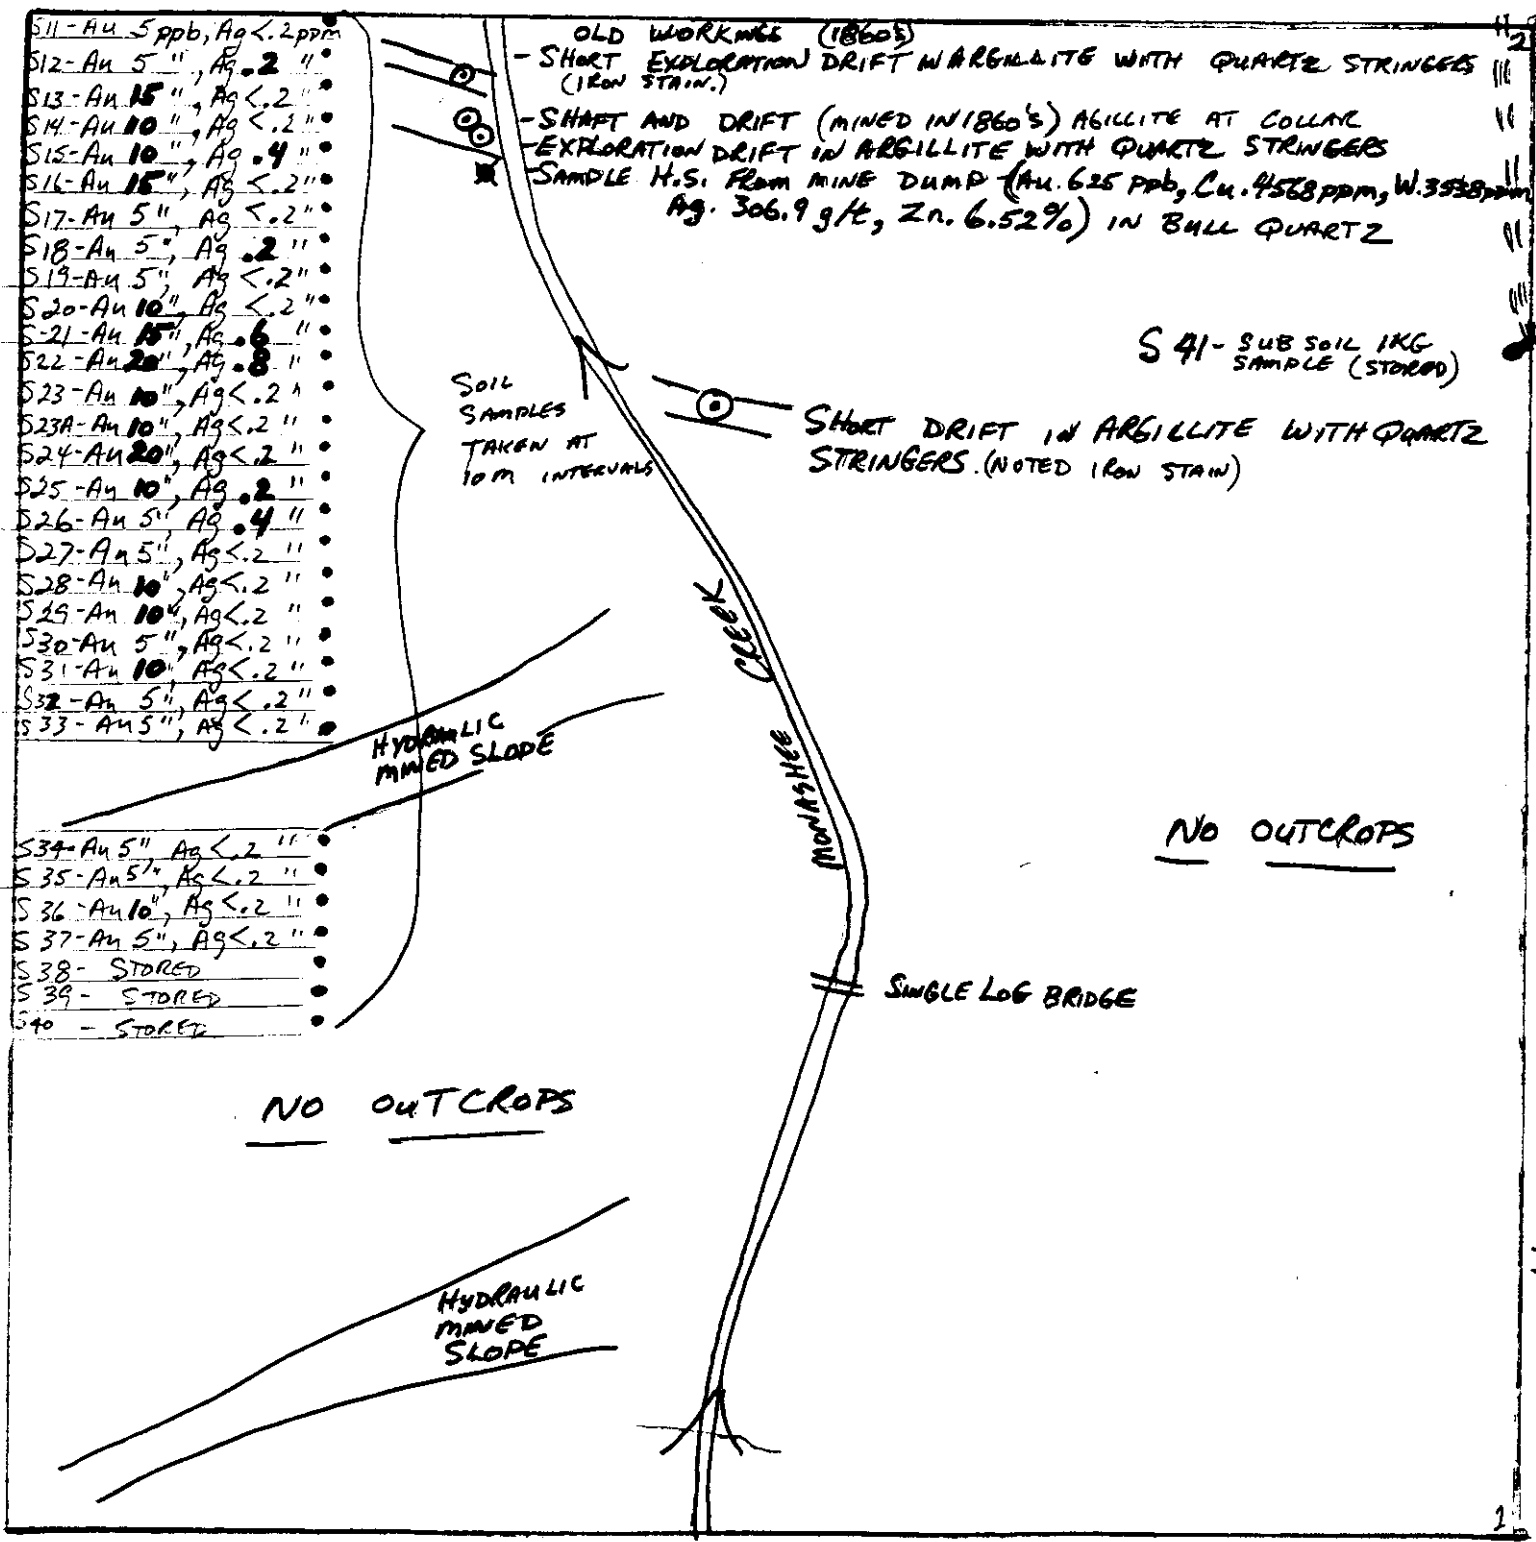 S11-Au 5 ppb, Ag <.2 ppm
S12-Au 5 ", Ag .2 "
S13-Au 15 ", Ag <.2 "
S14-Au 10 ", Ag <.2 "
S15-Au 10 ", Ag .4 "
S16-Au 15", Ag <.2 "
S17-Au 5 ", Ag <.2 "
S18-Au 5 ", Ag .2 "
S19-Au 5 ", Ag <.2 "
S20-Au 10 ", Ag <.2 "
S-21-Au 15 ", Ag .6 "
S22-Au 20 ", Ag .8 "
S23-Au 10 ", Ag <.2 "
S23A-Au 10 ", Ag <.2 "
S24-Au 20 ", Ag <.2 "
S25-Au 10 ", Ag .2 "
S26-Au 5 ", Ag .4 "
S27-Au 5 ", Ag <.2 "
S28-Au 10 ", Ag <.2 "
S29-Au 10 ", Ag <.2 "
S30-Au 5 ", Ag <.2 "
S31-Au 10 ", Ag <.2 "
S32-Au 5 ", Ag <.2 "
S33-Au 5 ", Ag <.2 "
S34-Au 5 " Ag <.2 "
S35-Au 5 ", Ag <.2 "
S36-Au 10 ", Ag <.2 "
S37-Au 5 ", Ag <.2 "
S38- STORED
S39- STORED
S40 - STORED
OLD WORKINGS (1860's)
- SHORT EXPLORATION DRIFT IN ARGILLITE WITH QUARTZ STRINGERS
(IRON STAIN.)
- SHAFT AND DRIFT (MINED IN 1860's) AGILLITE AT COLLAR
- EXPLORATION DRIFT IN ARGILLITE WITH QUARTZ STRINGERS
- SAMPLE H.S. FROM MINE DUMP (Au. 625 ppb, Cu. 4568 ppm, W. 3538 ppm
Ag. 306.9 g/t, Zn. 6.52%) IN BULL QUARTZ
2
S 41 - SUB SOIL 1KG
SAMPLE (STORED)
SOIL
SAMPLES
TAKEN AT
10M INTERVALS
SHORT DRIFT IN ARGILLITE WITH QUARTZ
STRINGERS. (NOTED IRON STAIN)
MONASHEE CREEK
HYDRAULIC
MINED SLOPE
NO OUTCROPS
SINGLE LOG BRIDGE
NO OUTCROPS
HYDRAULIC
MINED
SLOPE
1